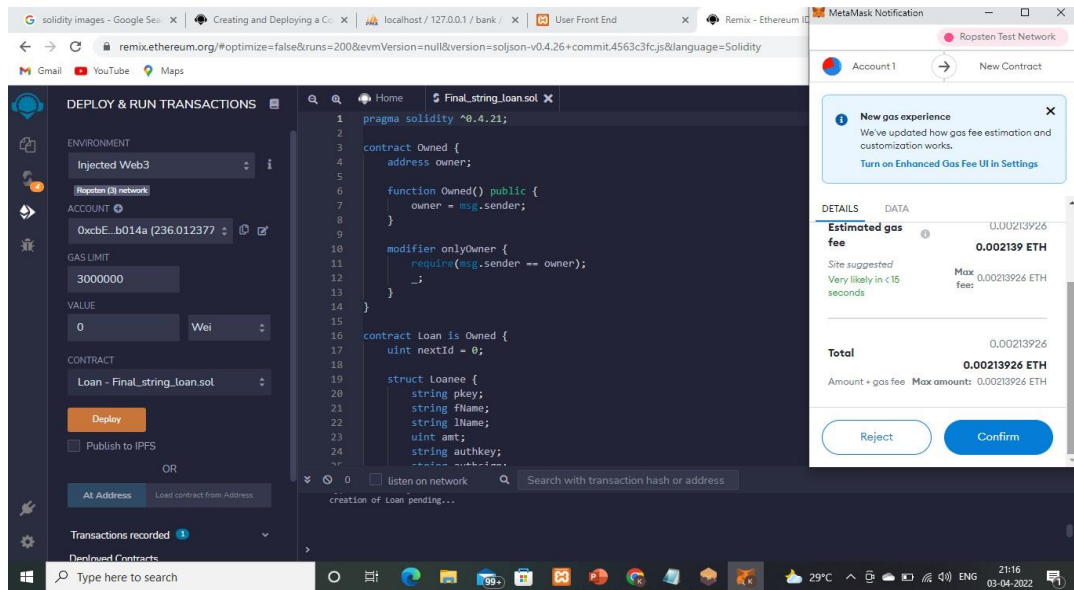 solidity images - Google Sea
Creating and Deploying a Co
localhost / 127.0.0.1 / bank /
User Front End
Remix - Ethereum ID
remix.ethereum.org/#optimize=false&runs=200&evmVersion=null&version=soljson-v0.4.26+commit.4563c3fc.js&language=Solidity
Gmail
YouTube
Maps
DEPLOY & RUN TRANSACTIONS
ENVIRONMENT
Injected Web3
i
Ropsten (3) network
ACCOUNT
0xcbE...b014a (236.012377
GAS LIMIT
3000000
VALUE
0
Wei
CONTRACT
Loan - Final_string_loan.sol
Deploy
Publish to IPFS
OR
At Address
Load contract from Address
Transactions recorded 1
Deployed Contracts
4
Home
Final_string_loan.sol
1 pragma solidity ^0.4.21;
2
3 contract Owned {
4 address owner;
5
6 function Owned() public {
7 owner = msg.sender;
8 }
9
10 modifier onlyOwner {
11 require(msg.sender == owner);
12 _;
13 }
14 }
15
16 contract Loan is Owned {
17 uint nextId = 0;
18
19 struct Loanee {
20 string pkey;
21 string fName;
22 string lName;
23 uint amt;
24 string authkey;
25 string authsign;
0
listen on network
Search with transaction hash or address
creation of Loan pending...
>
MetaMask Notification
Ropsten Test Network
Account 1
New Contract
New gas experience
We've updated how gas fee estimation and
customization works.
Turn on Enhanced Gas Fee UI in Settings
DETAILS
DATA
Estimated gas
fee
0.00213926
0.002139 ETH
Site suggested
Very likely in < 15
seconds
Max
fee:
0.00213926 ETH
Total
0.00213926
0.00213926 ETH
Amount + gas fee
Max amount: 0.00213926 ETH
Reject
Confirm
Type here to search
99+
29°C
ENG
21:16
03-04-2022
1